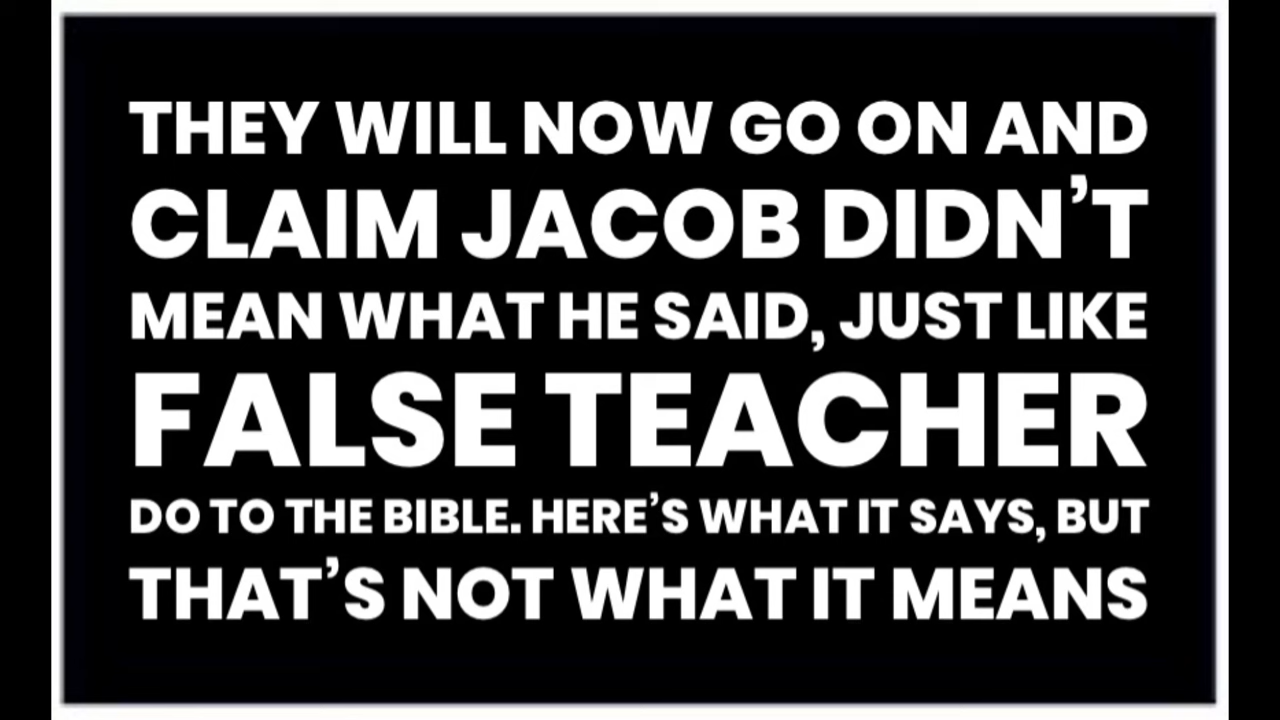 THEY WILL NOW GO ON AND
CLAIM JACOB DIDN’T
MEAN WHAT HE SAID, JUST LIKE
FALSE TEACHER
DO TO THE BIBLE. HERE’S WHAT IT SAYS, BUT
THAT’S NOT WHAT IT MEANS